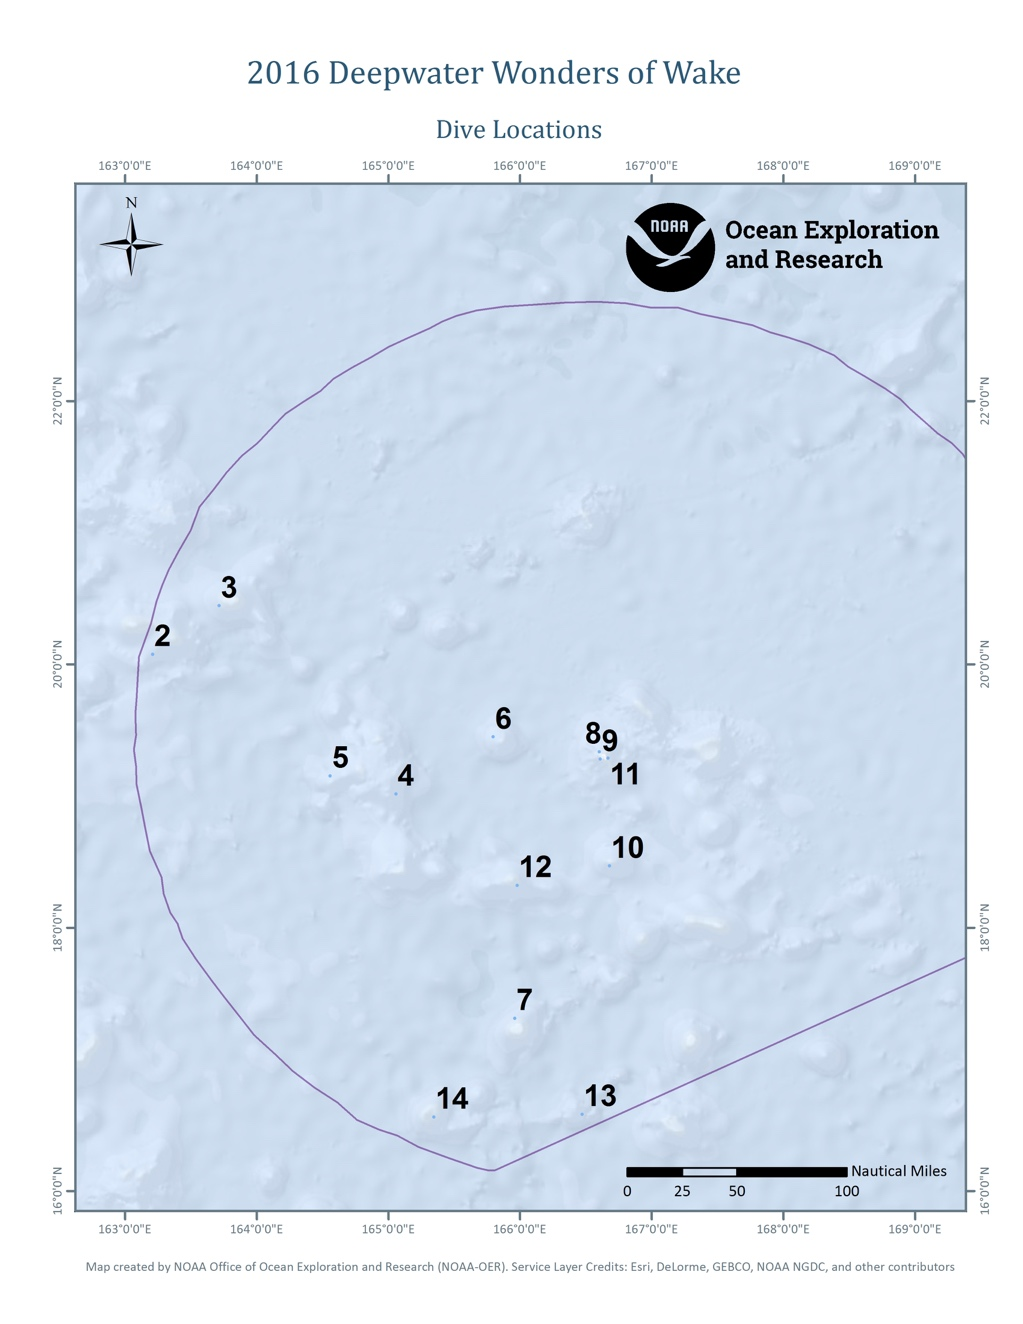 2016 Deepwater Wonders of Wake
Dive Locations
163°0'0"E 164°0'0"E 165°0'0"E 166°0'0"E 167°0'0"E 168°0'0"E 169°0'0"E
N
NOAA
Ocean Exploration
and Research
22°0'0"N 22°0'0"N
3
2
20°0'0"N 20°0'0"N
6
8 9
5
4 11
10
12
18°0'0"N 18°0'0"N
7
14 13
Nautical Miles
0 25 50 100
16°0'0"N 16°0'0"N
163°0'0"E 164°0'0"E 165°0'0"E 166°0'0"E 167°0'0"E 168°0'0"E 169°0'0"E
Map created by NOAA Office of Ocean Exploration and Research (NOAA-OER). Service Layer Credits: Esri, DeLorme, GEBCO, NOAA NGDC, and other contributors